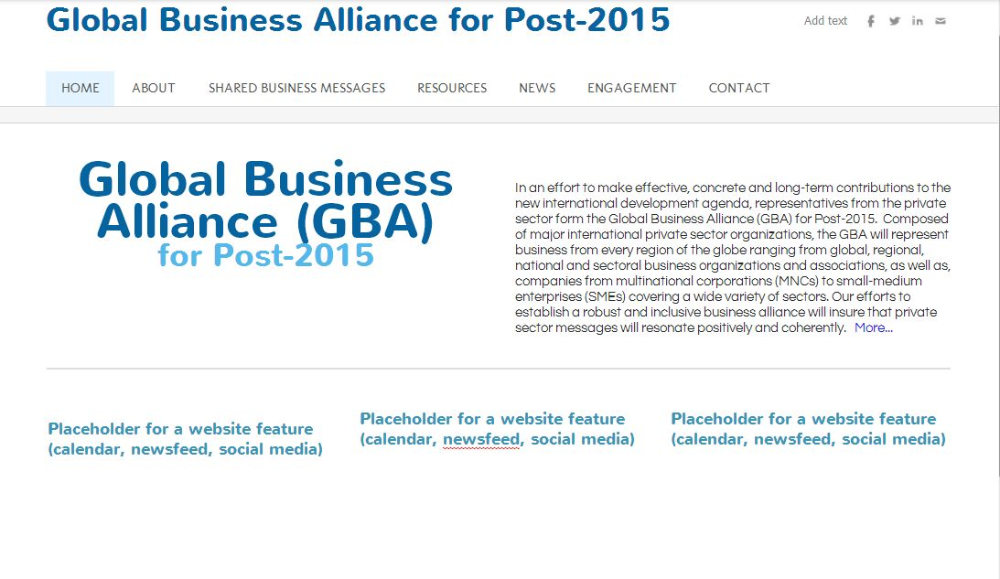 Global Business Alliance for Post-2015
Add text
HOME ABOUT SHARED BUSINESS MESSAGES RESOURCES NEWS ENGAGEMENT CONTACT
Global Business
Alliance (GBA)
for Post-2015
In an effort to make effective, concrete and long-term contributions to the
new international development agenda, representatives from the private
sector form the Global Business Alliance (GBA) for Post-2015. Composed
of major international private sector organizations, the GBA will represent
business from every region of the globe ranging from global, regional,
national and sectoral business organizations and associations, as well as,
companies from multinational corporations (MNCs) to small-medium
enterprises (SMEs) covering a wide variety of sectors. Our efforts to
establish a robust and inclusive business alliance will insure that private
sector messages will resonate positively and coherently. More...
Placeholder for a website feature
(calendar, newsfeed, social media)
Placeholder for a website feature
(calendar, newsfeed, social media)
Placeholder for a website feature
(calendar, newsfeed, social media)